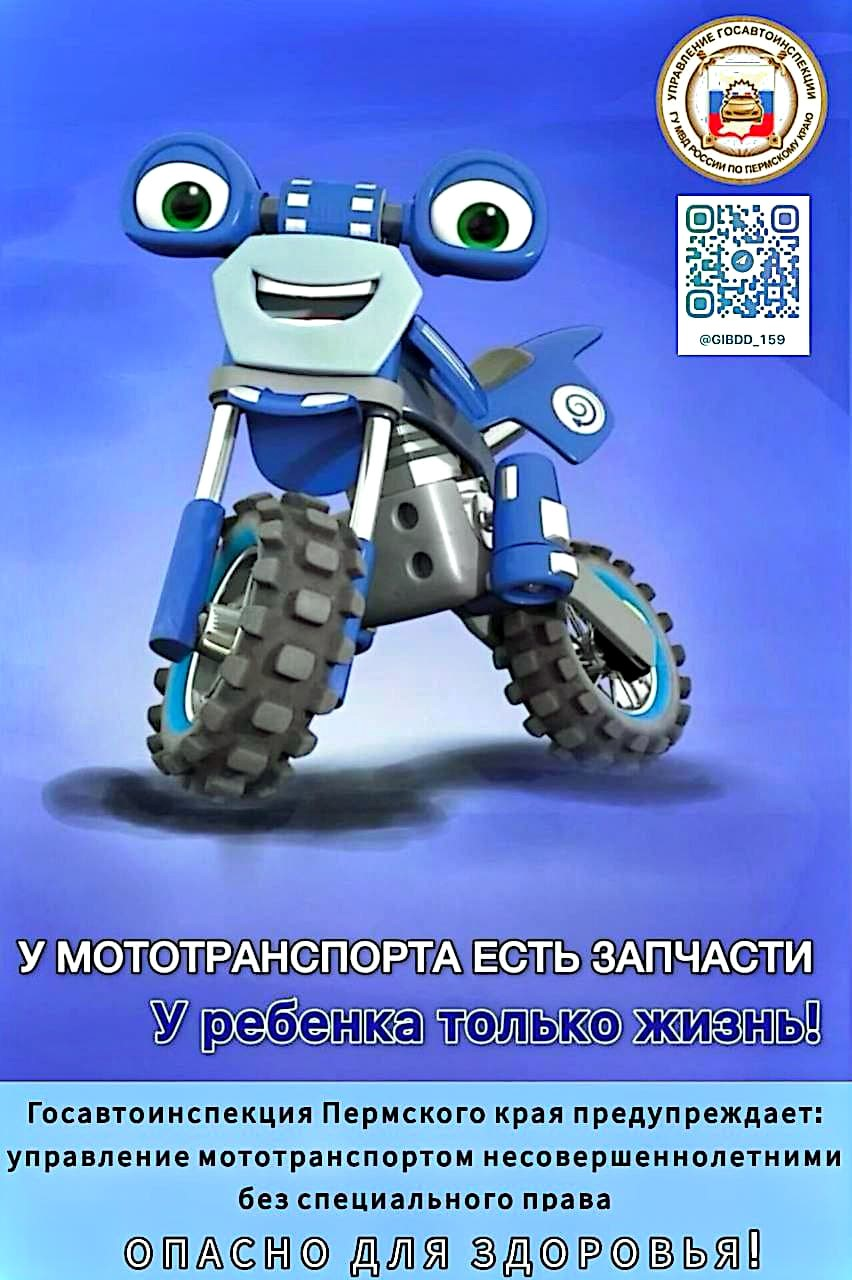 УПРАВЛЕНИЕ ГОСАВТОИНСПЕКЦИИ
ГУ МВД РОССИИ ПО ПЕРМСКОМУ КРАЮ
@GIBDD_159
У МОТОТРАНСПОРТА ЕСТЬ ЗАПЧАСТИ
У ребенка только жизнь!
Госавтоинспекция Пермского края предупреждает:
управление мототранспортом несовершеннолетними
без специального права
ОПАСНО ДЛЯ ЗДОРОВЬЯ!